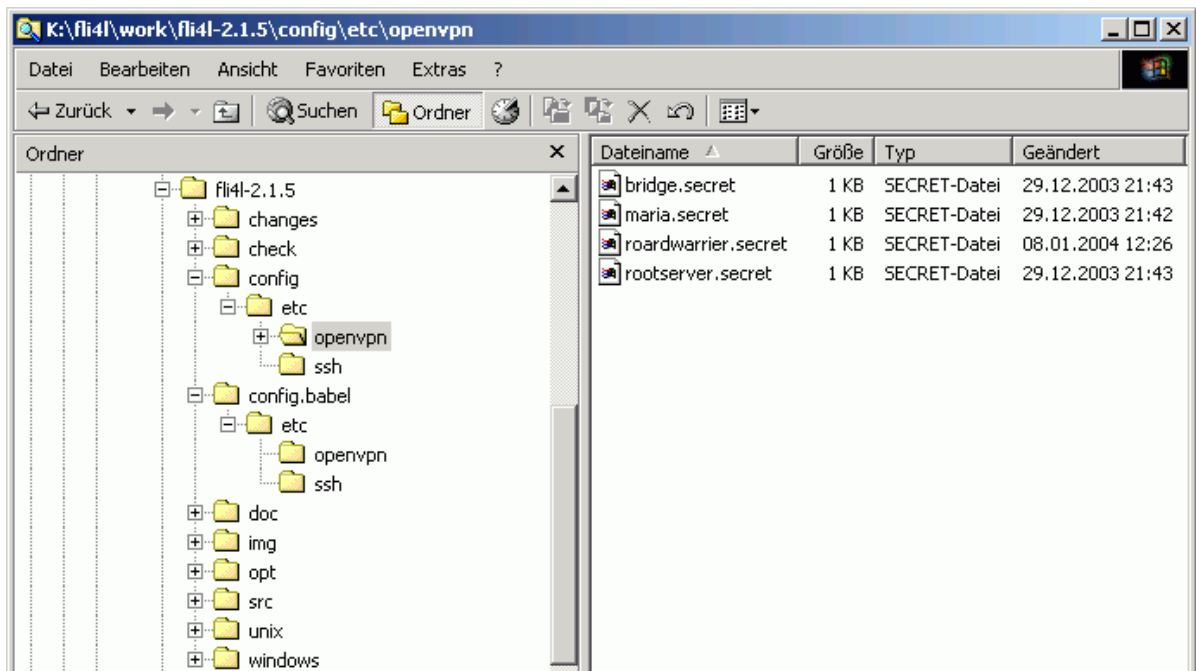 K:\fli4l\work\fli4l-2.1.5\config\etc\openvpn
Datei Bearbeiten Ansicht Favoriten Extras ?
Zurück Suchen Ordner
Ordner
fli4l-2.1.5
changes
check
config
etc
openvpn
ssh
config.babel
etc
openvpn
ssh
doc
img
opt
src
unix
windows
Dateiname Größe Typ Geändert
bridge.secret 1 KB SECRET-Datei 29.12.2003 21:43
maria.secret 1 KB SECRET-Datei 29.12.2003 21:42
roardwarrier.secret 1 KB SECRET-Datei 08.01.2004 12:26
rootserver.secret 1 KB SECRET-Datei 29.12.2003 21:43